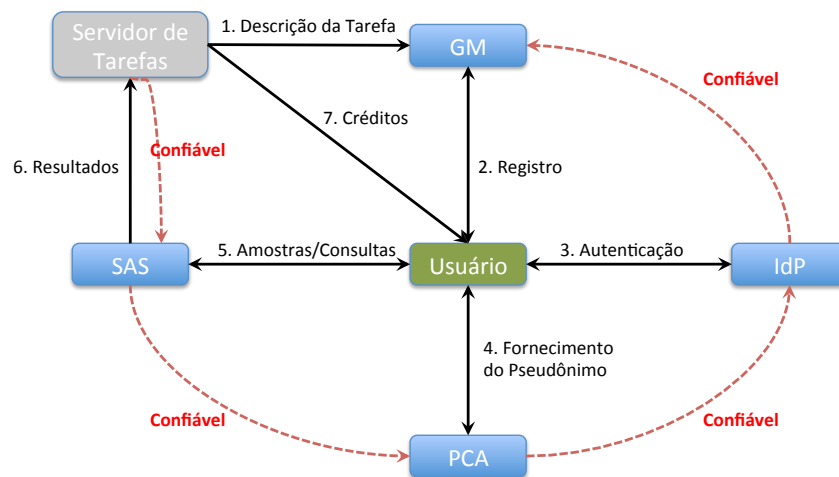 1. Descrição da Tarefa
Servidor de
Tarefas
GM
Confiável
7. Créditos
Confiável
6. Resultados
2. Registro
5. Amostras/Consultas
3. Autenticação
SAS
Usuário
IdP
4. Fornecimento
do Pseudônimo
Confiável
Confiável
PCA